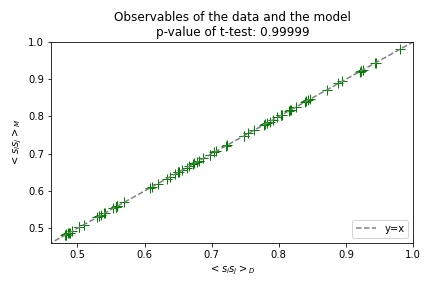 Observables of the data and the model
p-value of t-test: 0.99999
1.0
0.9
0.8
0.7
0.6
0.5
< s_i s_j >_M
y=x
0.5 0.6 0.7 0.8 0.9 1.0
< s_i s_j >_D